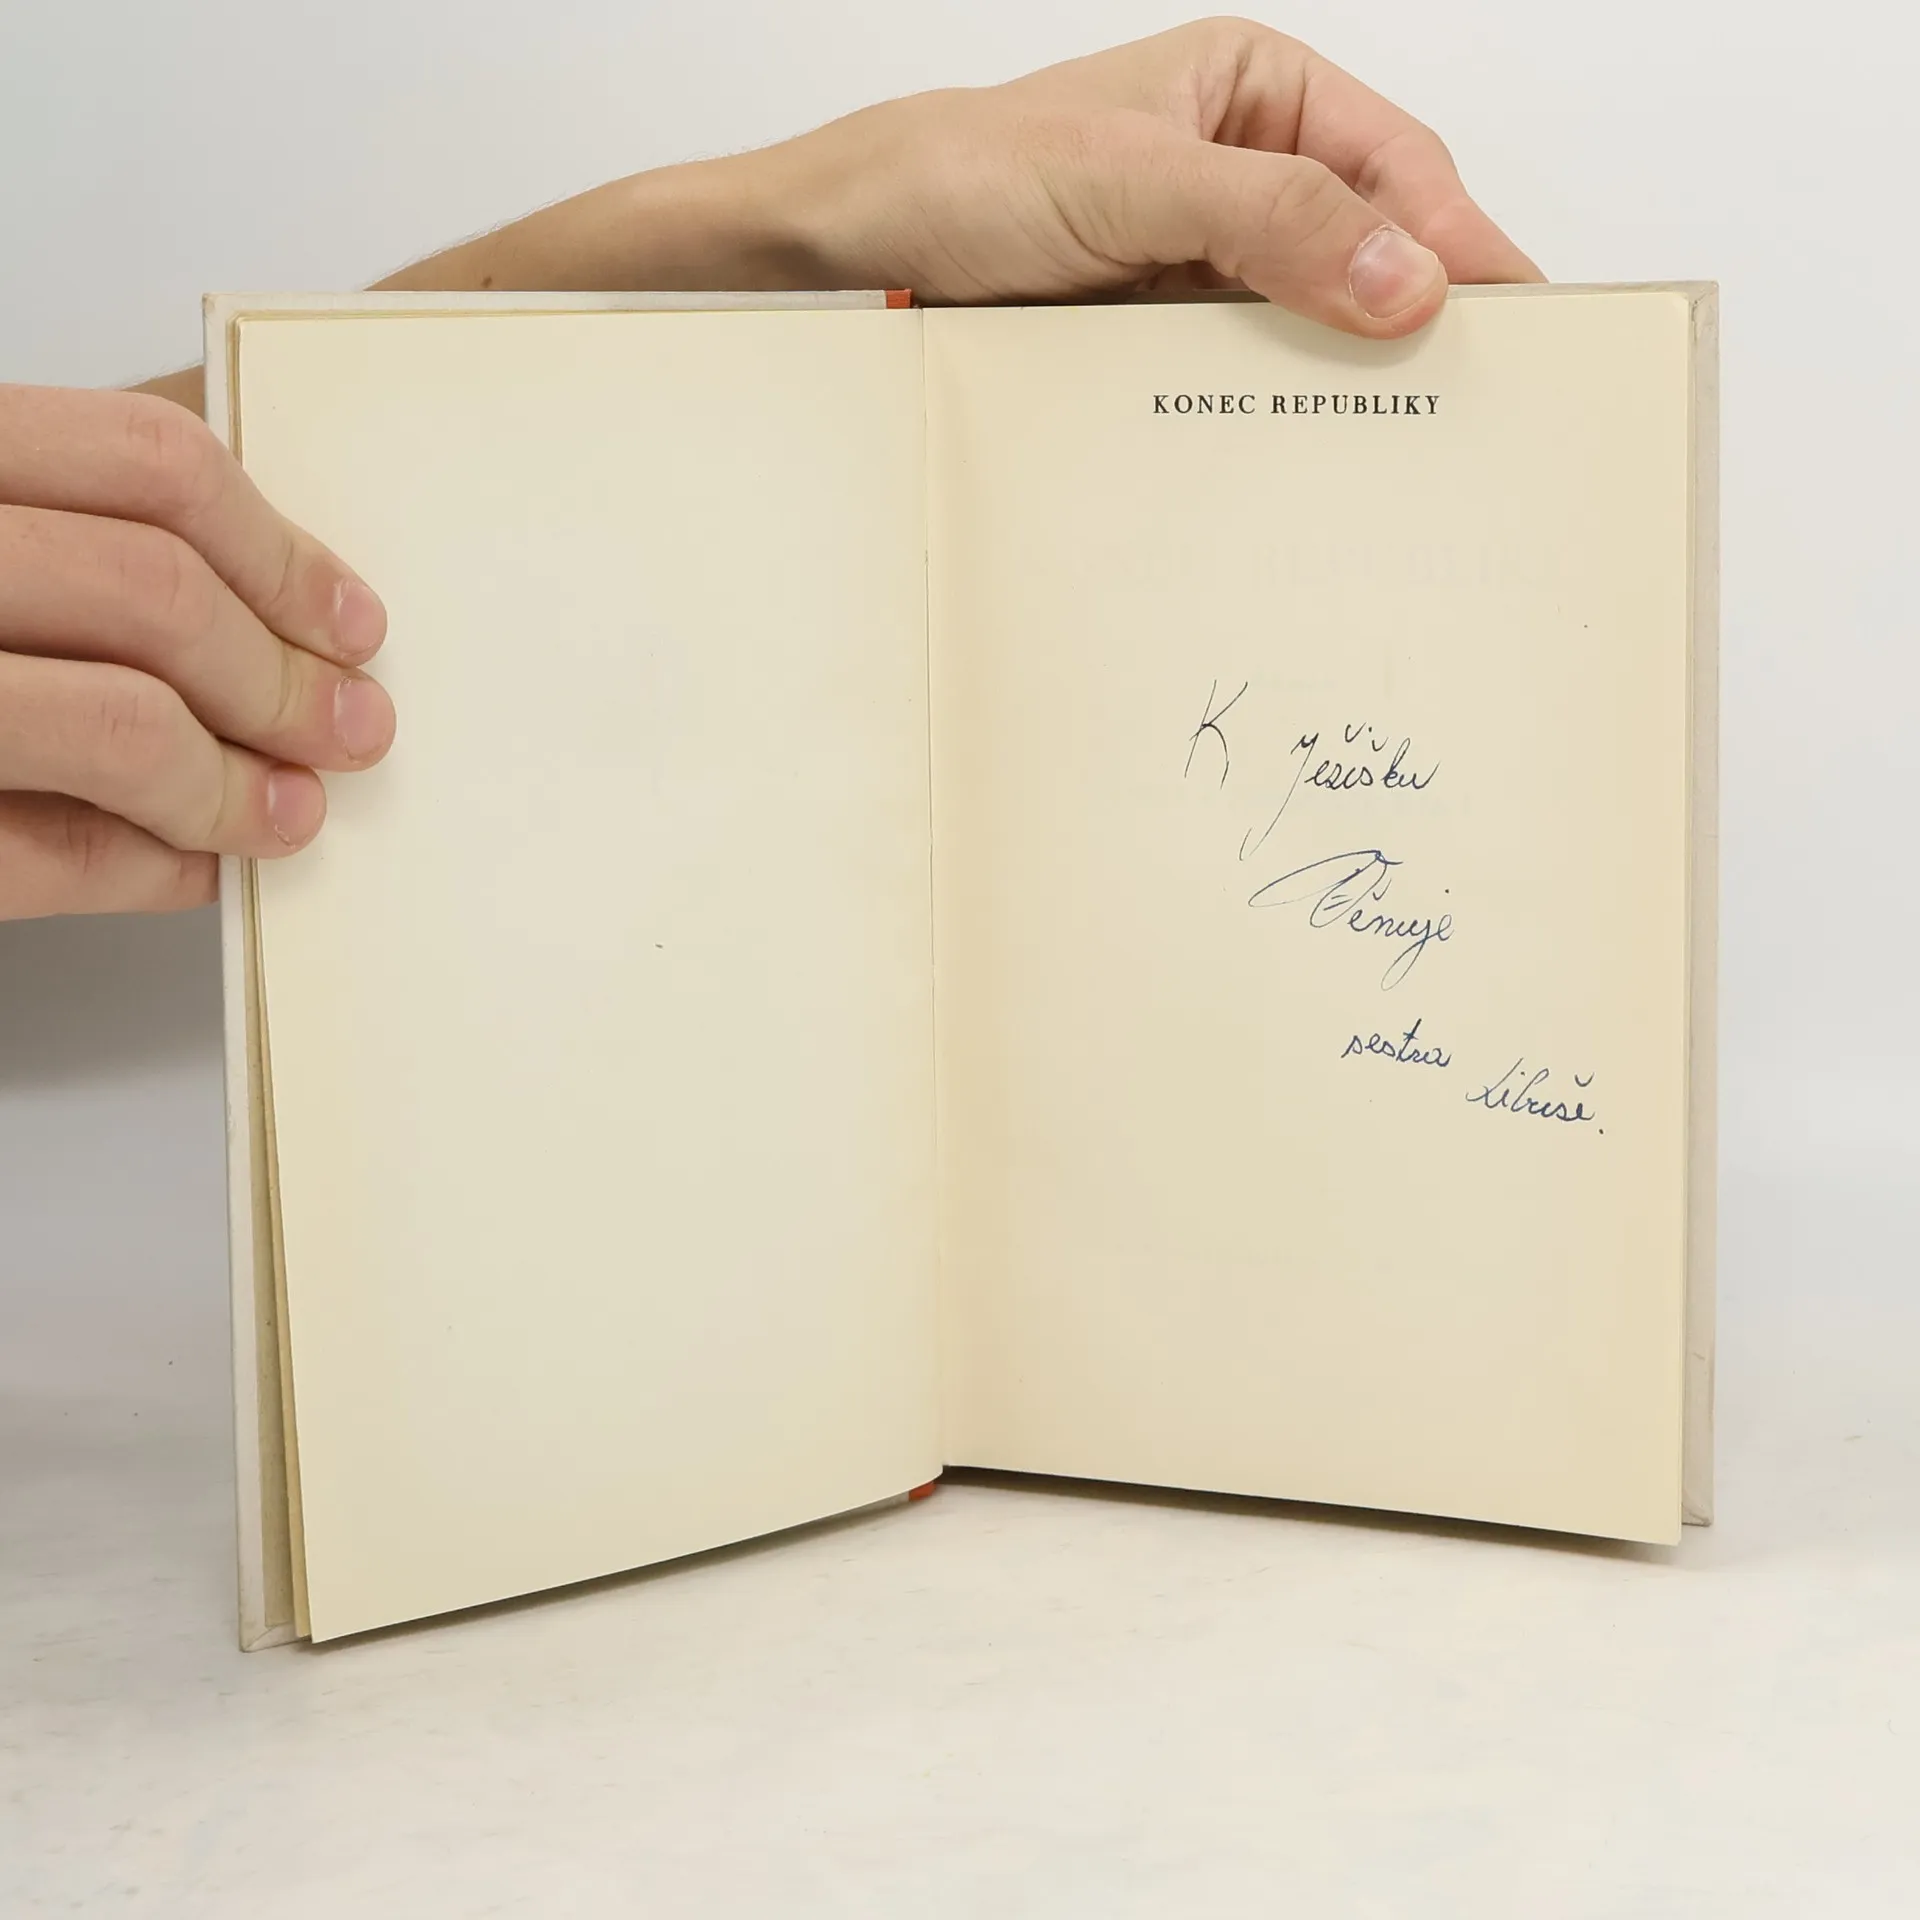 KONEC REPUBLIKY
K Ježíšku
Věnuje
sestra
Libuše.